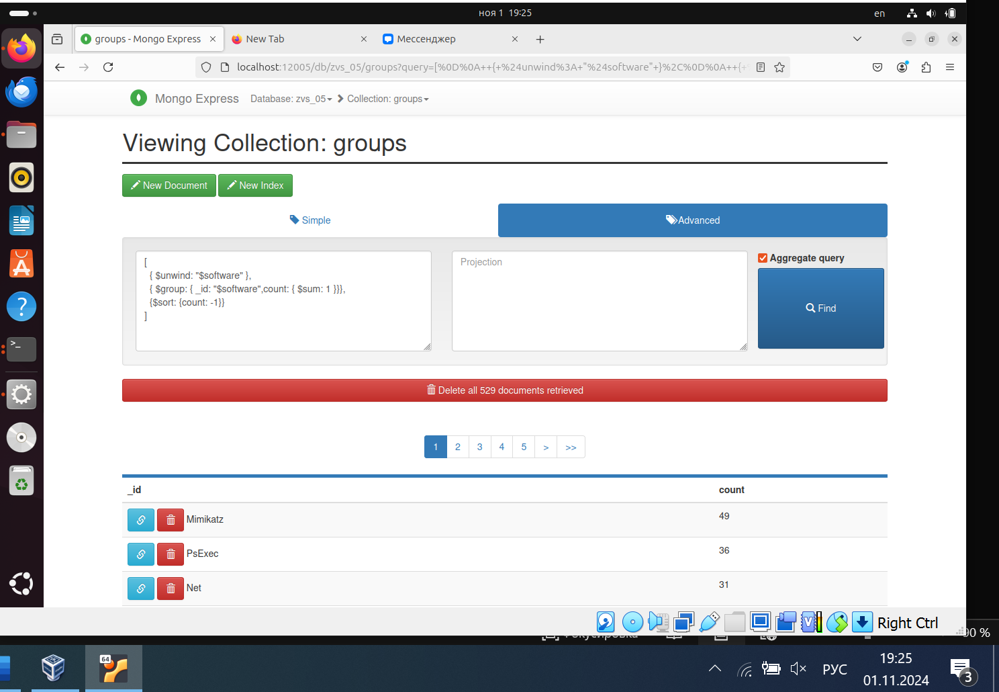 ноя 1 19:25
en
groups - Mongo Express
New Tab
Мессенджер
localhost:12005/db/zvs_05/groups?query=[%0D%0A++{+%24unwind%3A+"%24software"+}%2C%0D%0A++{+
Mongo Express
Database: zvs_05
Collection: groups
Viewing Collection: groups
New Document
New Index
Simple
Advanced
[
{ $unwind: "$software" },
{ $group: { _id: "$software",count: { $sum: 1 }}},
{$sort: {count: -1}}
]
Projection
Aggregate query
Find
Delete all 529 documents retrieved
1 2 3 4 5 > >>
_id count
Mimikatz 49
PsExec 36
Net 31
Right Ctrl
90 %
64
РУС
19:25
01.11.2024
3